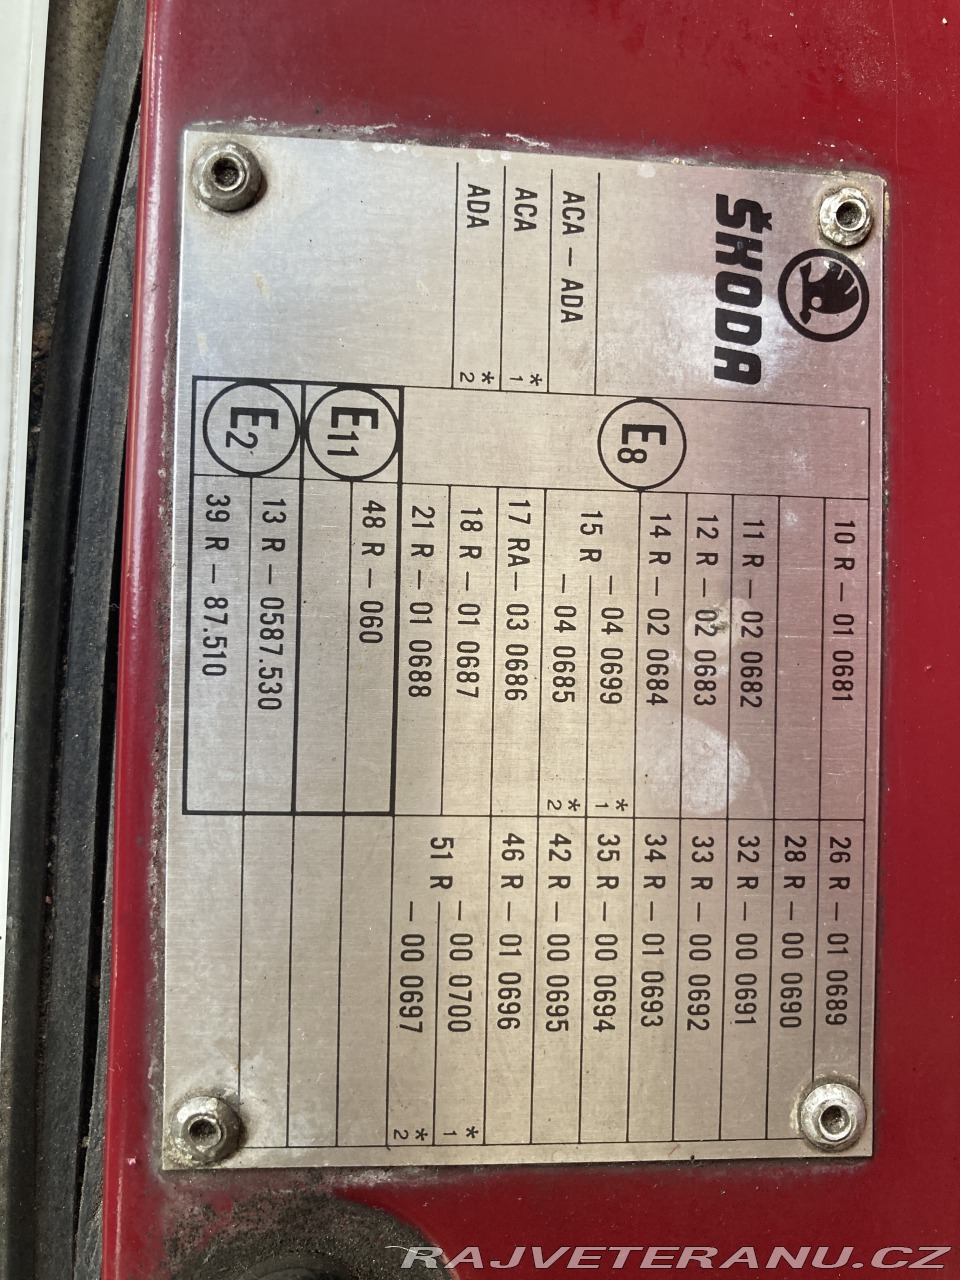 ŠKODA
ACA – ADA
ACA *1
ADA *2
E8
10 R – 01 0681
11 R – 02 0682
12 R – 02 0683
14 R – 02 0684
15 R – 04 0699 *1
– 04 0685 *2
17 RA – 03 0686
18 R – 01 0687
21 R – 01 0688
26 R – 01 0689
28 R – 00 0690
32 R – 00 0691
33 R – 00 0692
34 R – 01 0693
35 R – 00 0694
42 R – 00 0695
46 R – 01 0696
51 R – 00 0700 *1
– 00 0697 *2
E11
48 R – 060
E2
13 R – 0587.530
39 R – 87.510
RAJVETERANU.CZ